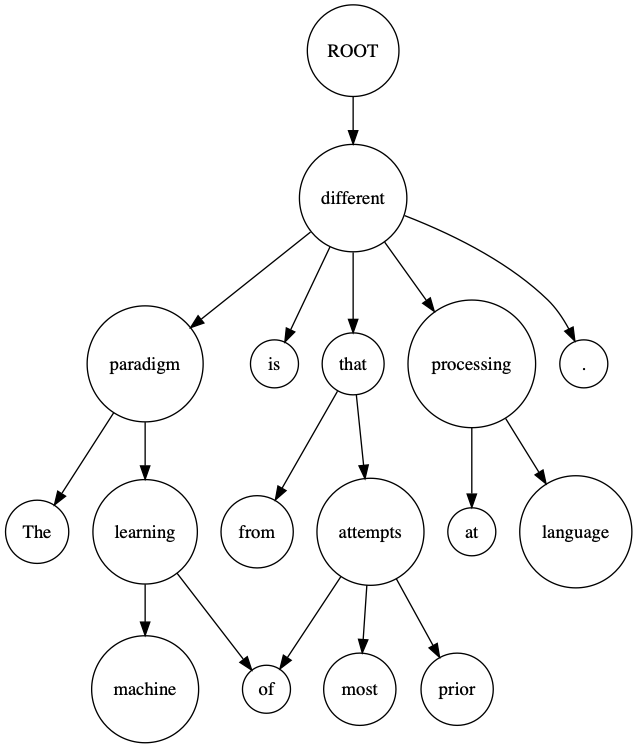 ROOT
different
paradigm is that processing .
The learning from attempts at language
machine of most prior